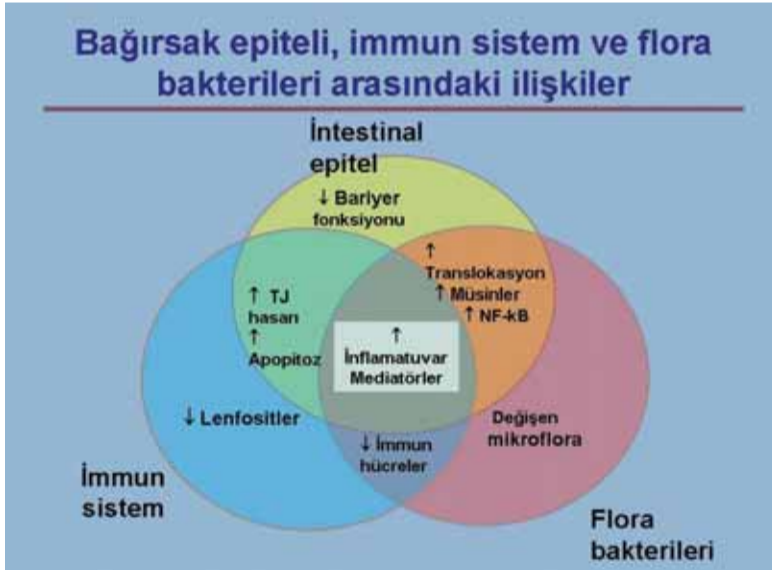 Bağırsak epiteli, immun sistem ve flora
bakterileri arasındaki ilişkiler
İntestinal
epitel
↓ Bariyer
fonksiyonu
↑
Translokasyon
↑ Müsinler
↑ NF-kB
↑ TJ
hasarı
↑
Apopitoz
↑
İnflamatuvar
Mediatörler
↓ Lenfositler
↓ İmmun
hücreler
Değişen
mikroflora
İmmun
sistem
Flora
bakterileri